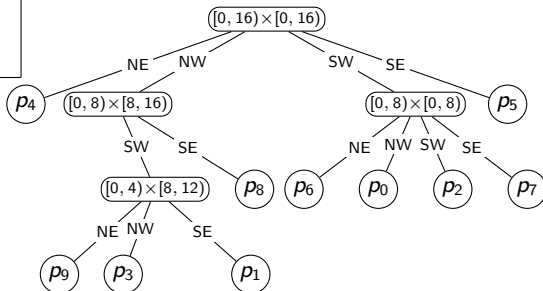 [0, 16)×[0, 16)
NE NW SW SE
p4 [0, 8)×[8, 16) [0, 8)×[0, 8) p5
SW SE NE NW SW SE
[0, 4)×[8, 12) p8 p6 p0 p2 p7
NE NW SE
p9 p3 p1